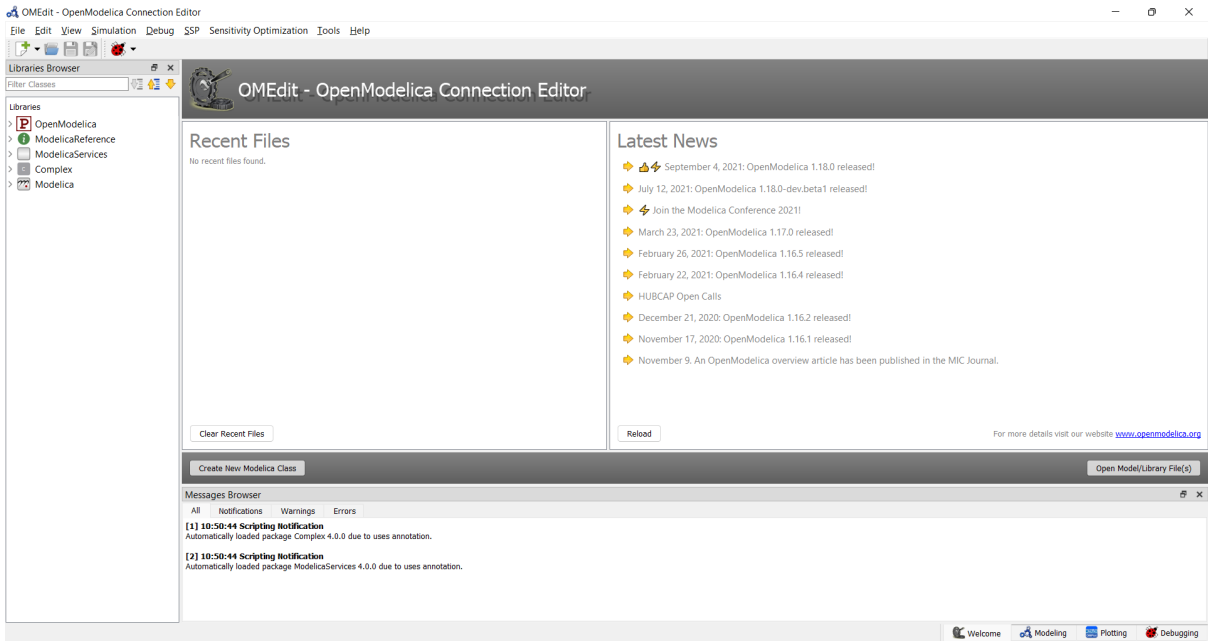 OMEdit - OpenModelica Connection Editor
File Edit View Simulation Debug SSP Sensitivity Optimization Tools Help
Libraries Browser
Filter Classes
Libraries
P OpenModelica
i ModelicaReference
ModelicaServices
C Complex
Modelica
OMEdit - OpenModelica Connection Editor
Recent Files
No recent files found.
Clear Recent Files
Latest News
September 4, 2021: OpenModelica 1.18.0 released!
July 12, 2021: OpenModelica 1.18.0-dev.beta1 released!
Join the Modelica Conference 2021!
March 23, 2021: OpenModelica 1.17.0 released!
February 26, 2021: OpenModelica 1.16.5 released!
February 22, 2021: OpenModelica 1.16.4 released!
HUBCAP Open Calls
December 21, 2020: OpenModelica 1.16.2 released!
November 17, 2020: OpenModelica 1.16.1 released!
November 9. An OpenModelica overview article has been published in the MIC Journal.
Reload
For more details visit our website www.openmodelica.org
Create New Modelica Class
Open Model/Library File(s)
Messages Browser
All Notifications Warnings Errors
[1] 10:50:44 Scripting Notification
Automatically loaded package Complex 4.0.0 due to uses annotation.
[2] 10:50:44 Scripting Notification
Automatically loaded package ModelicaServices 4.0.0 due to uses annotation.
Welcome Modeling Plotting Debugging